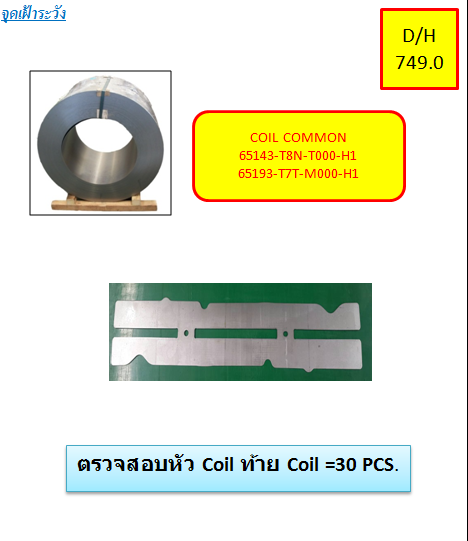 จุดเฝ้าระวัง
D/H
749.0
COIL COMMON
65143-T8N-T000-H1
65193-T7T-M000-H1
ตรวจสอบหัว Coil ท้าย Coil =30 PCS.